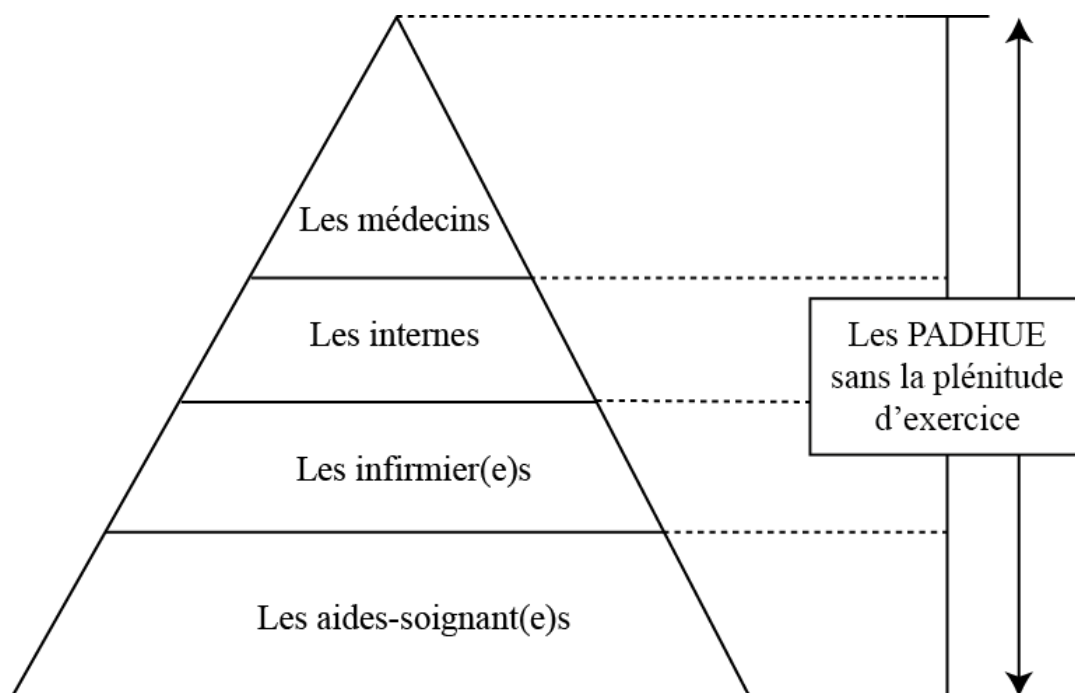 Les médecins
Les internes
Les PADHUE
sans la plénitude
d'exercice
Les infirmier(e)s
Les aides-soignant(e)s